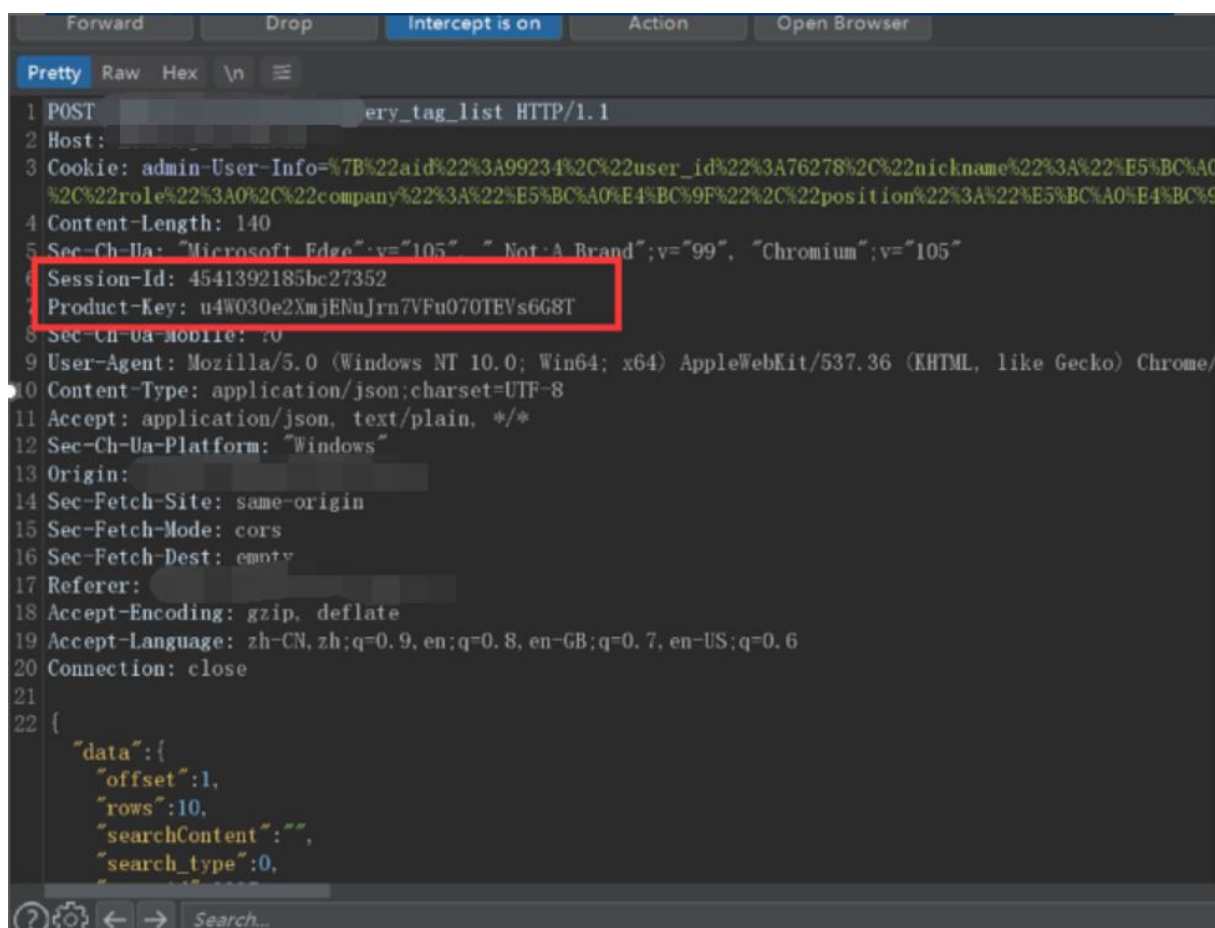 Forward Drop Intercept is on Action Open Browser
Pretty Raw Hex \n
1 POST ery_tag_list HTTP/1.1
2 Host:
3 Cookie: admin-User-Info=%7B%22aid%22%3A99234%2C%22user_id%22%3A76278%2C%22nickname%22%3A%22%E5%BC%A0
%2C%22role%22%3A0%2C%22company%22%3A%22%E5%BC%A0%E4%BC%9F%22%2C%22position%22%3A%22%E5%BC%A0%E4%BC%9
4 Content-Length: 140
5 Sec-Ch-Ua: "Microsoft Edge";v="105", " Not;A Brand";v="99", "Chromium";v="105"
6 Session-Id: 4541392185bc27352
7 Product-Key: u4W030e2XmjENuJrn7VFu070TEVs6G8T
8 Sec-Ch-Ua-Mobile: ?0
9 User-Agent: Mozilla/5.0 (Windows NT 10.0; Win64; x64) AppleWebKit/537.36 (KHTML, like Gecko) Chrome/
10 Content-Type: application/json;charset=UTF-8
11 Accept: application/json, text/plain, */*
12 Sec-Ch-Ua-Platform: "Windows"
13 Origin:
14 Sec-Fetch-Site: same-origin
15 Sec-Fetch-Mode: cors
16 Sec-Fetch-Dest: empty
17 Referer:
18 Accept-Encoding: gzip, deflate
19 Accept-Language: zh-CN,zh;q=0.9,en;q=0.8,en-GB;q=0.7,en-US;q=0.6
20 Connection: close
21
22 {
"data":{
"offset":1,
"rows":10,
"searchContent":"",
"search_type":0,
Search...